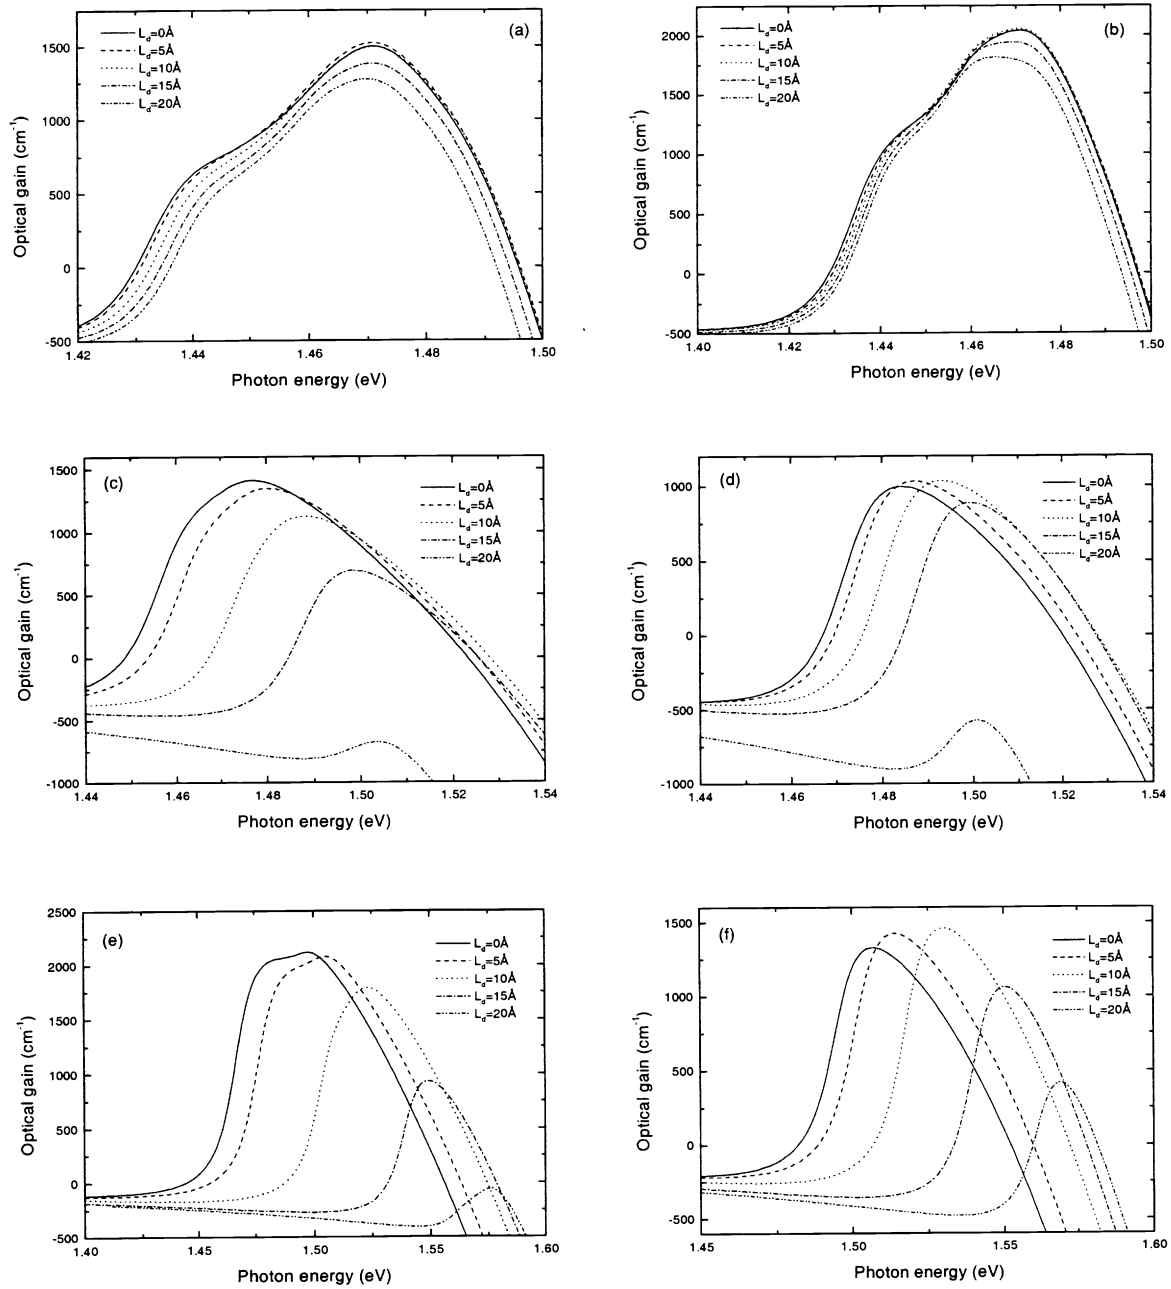 (a)
L_d=0Å
L_d=5Å
L_d=10Å
L_d=15Å
L_d=20Å
1500
1000
500
0
-500
1.42 1.44 1.46 1.48 1.50
Optical gain (cm⁻¹)
Photon energy (eV)
(b)
L_d=0Å
L_d=5Å
L_d=10Å
L_d=15Å
L_d=20Å
2000
1500
1000
500
0
-500
1.40 1.42 1.44 1.46 1.48 1.50
Optical gain (cm⁻¹)
Photon energy (eV)
(c)
L_d=0Å
L_d=5Å
L_d=10Å
L_d=15Å
L_d=20Å
1500
1000
500
0
-500
-1000
1.44 1.46 1.48 1.50 1.52 1.54
Optical gain (cm⁻¹)
Photon energy (eV)
(d)
L_d=0Å
L_d=5Å
L_d=10Å
L_d=15Å
L_d=20Å
1000
500
0
-500
-1000
1.44 1.46 1.48 1.50 1.52 1.54
Optical gain (cm⁻¹)
Photon energy (eV)
(e)
L_d=0Å
L_d=5Å
L_d=10Å
L_d=15Å
L_d=20Å
2500
2000
1500
1000
500
0
-500
1.40 1.45 1.50 1.55 1.60
Optical gain (cm⁻¹)
Photon energy (eV)
(f)
L_d=0Å
L_d=5Å
L_d=10Å
L_d=15Å
L_d=20Å
1500
1000
500
0
-500
1.45 1.50 1.55 1.60
Optical gain (cm⁻¹)
Photon energy (eV)